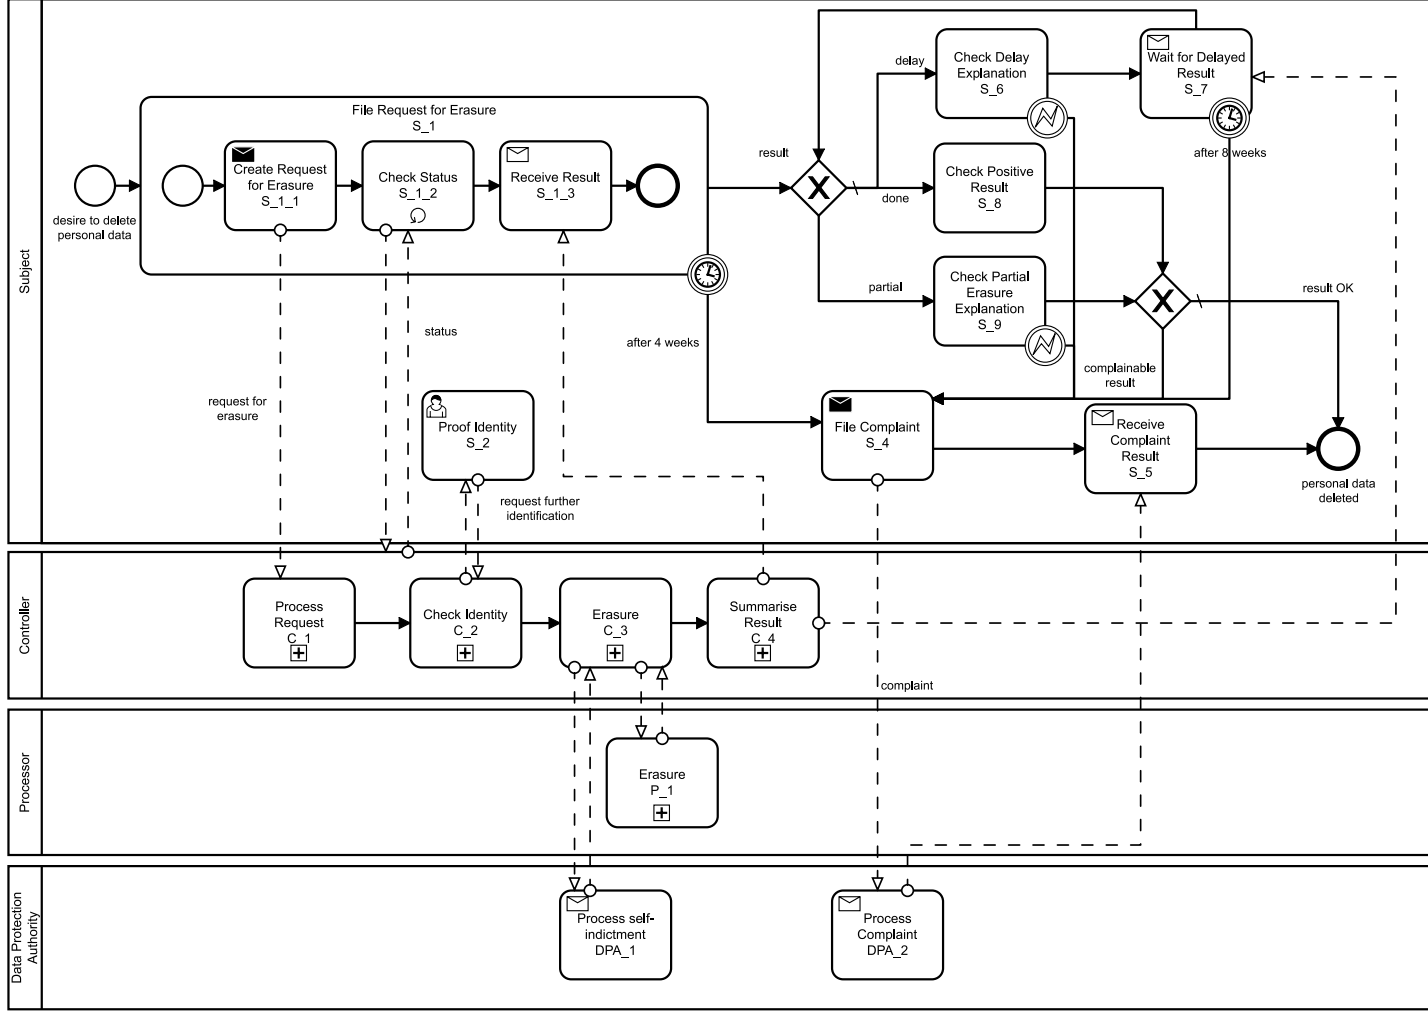 Subject
desire to delete
personal data
File Request for Erasure
S_1
Create Request
for Erasure
S_1_1
Check Status
S_1_2
Receive Result
S_1_3
after 4 weeks
result
delay
done
partial
Check Delay
Explanation
S_6
Wait for Delayed
Result
S_7
after 8 weeks
Check Positive
Result
S_8
Check Partial
Erasure
Explanation
S_9
result OK
complainable
result
status
request for
erasure
Proof Identity
S_2
request further
identification
File Complaint
S_4
Receive
Complaint
Result
S_5
personal data
deleted
Controller
Process
Request
C_1
Check Identity
C_2
Erasure
C_3
Summarise
Result
C_4
complaint
Processor
Erasure
P_1
Data Protection
Authority
Process self-
indictment
DPA_1
Process
Complaint
DPA_2